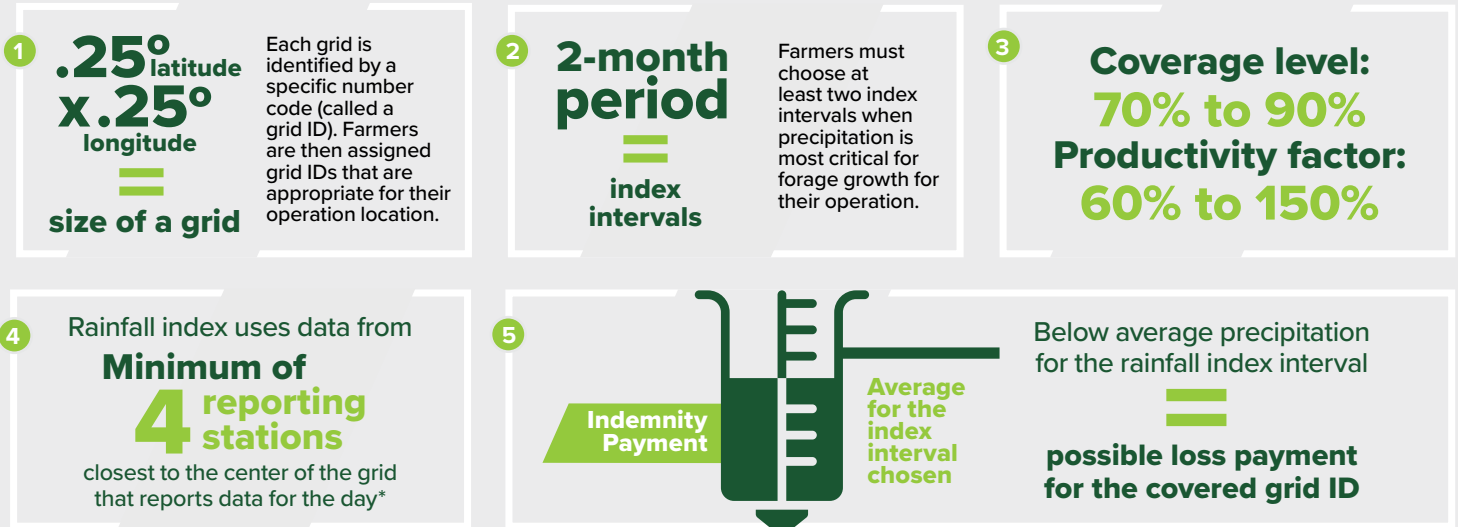 1
.25º latitude
x .25º
longitude
=
size of a grid
Each grid is
identified by a
specific number
code (called a
grid ID). Farmers
are then assigned
grid IDs that are
appropriate for their
operation location.
2
2-month
period
=
index
intervals
Farmers must
choose at
least two index
intervals when
precipitation is
most critical for
forage growth for
their operation.
3
Coverage level:
70% to 90%
Productivity factor:
60% to 150%
4
Rainfall index uses data from
Minimum of
4 reporting
stations
closest to the center of the grid
that reports data for the day*
5
Indemnity
Payment
Average
for the
index
interval
chosen
Below average precipitation
for the rainfall index interval
=
possible loss payment
for the covered grid ID